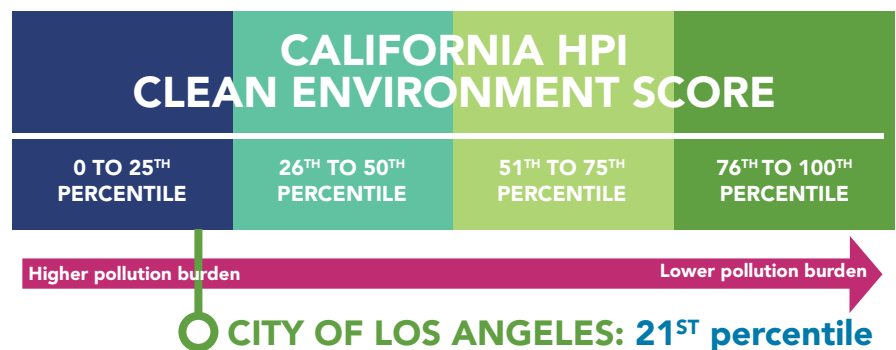 CALIFORNIA HPI
CLEAN ENVIRONMENT SCORE
0 TO 25TH
PERCENTILE
26TH TO 50TH
PERCENTILE
51TH TO 75TH
PERCENTILE
76TH TO 100TH
PERCENTILE
Higher pollution burden
Lower pollution burden
CITY OF LOS ANGELES: 21ST percentile